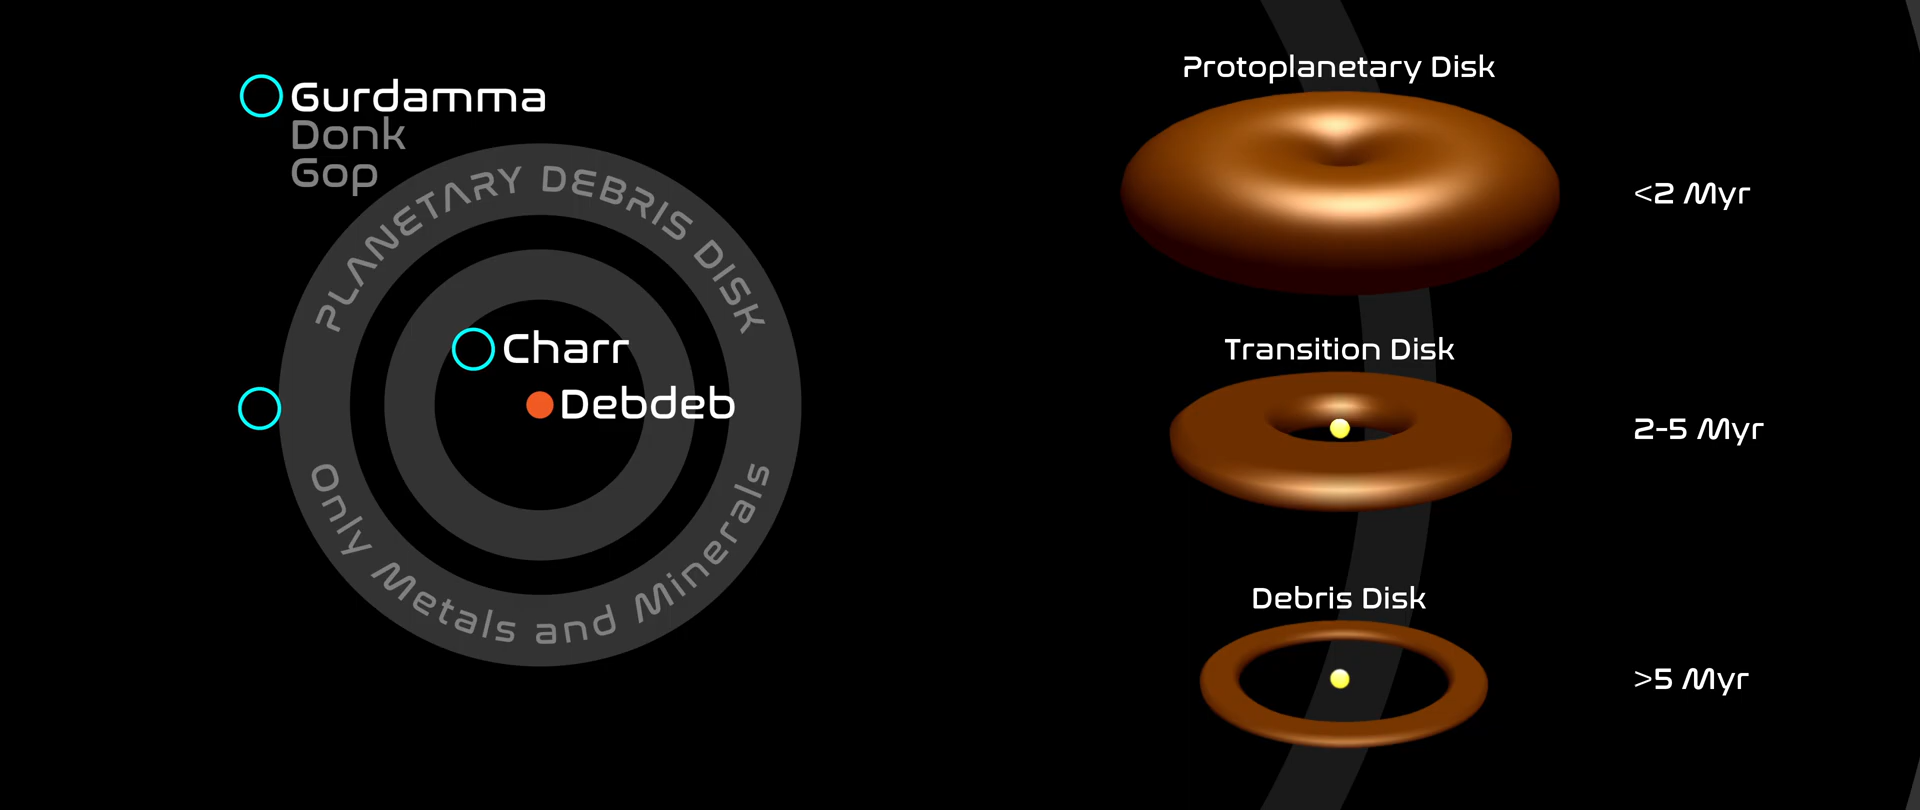 Gurdamma
Donk
Gop
PLANETARY DEBRIS DISK
Charr
Debdeb
Only Metals and Minerals
Protoplanetary Disk
<2 Myr
Transition Disk
2-5 Myr
Debris Disk
>5 Myr